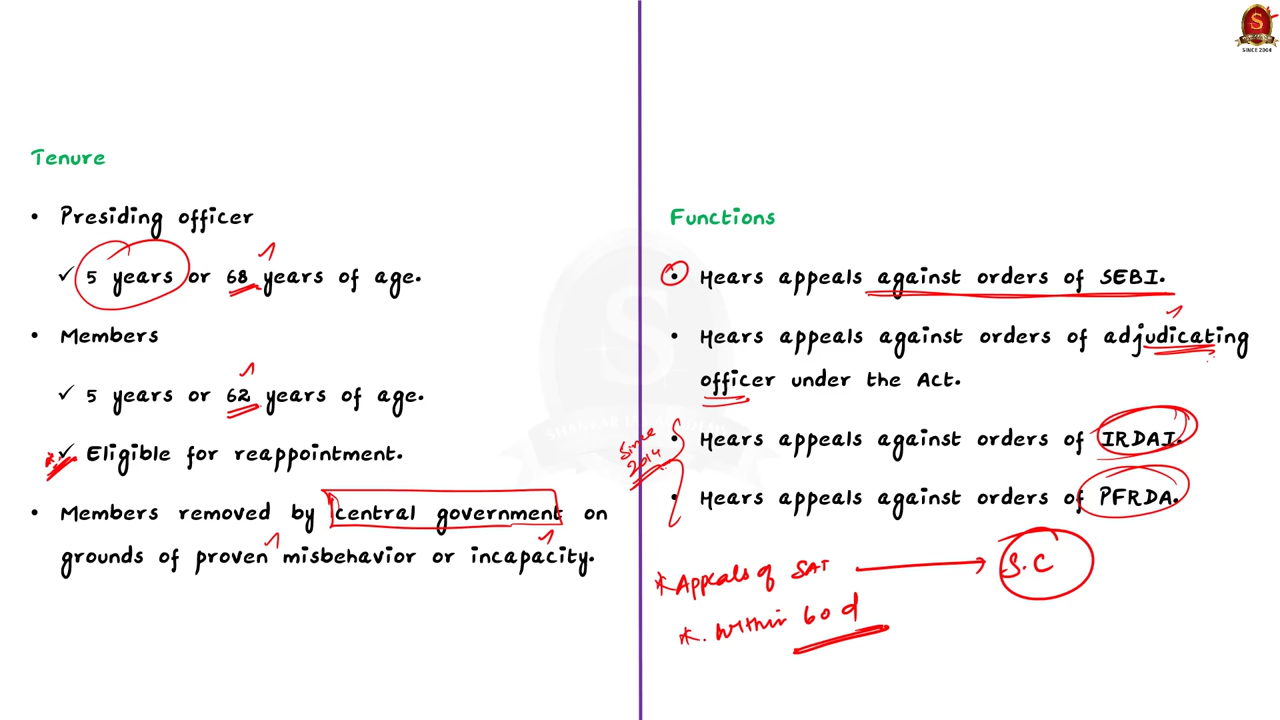 S
SINCE 2004
Tenure
• Presiding officer
✓ 5 years or 68 years of age.
• Members
✓ 5 years or 62 years of age.
✓ Eligible for reappointment.
• Members removed by central government on
grounds of proven misbehavior or incapacity.
Functions
• Hears appeals against orders of SEBI.
• Hears appeals against orders of adjudicating
officer under the Act.
Since
2014
• Hears appeals against orders of IRDAI.
• Hears appeals against orders of PFRDA.
* Appeals of SAT → S.C
* Within 60 d